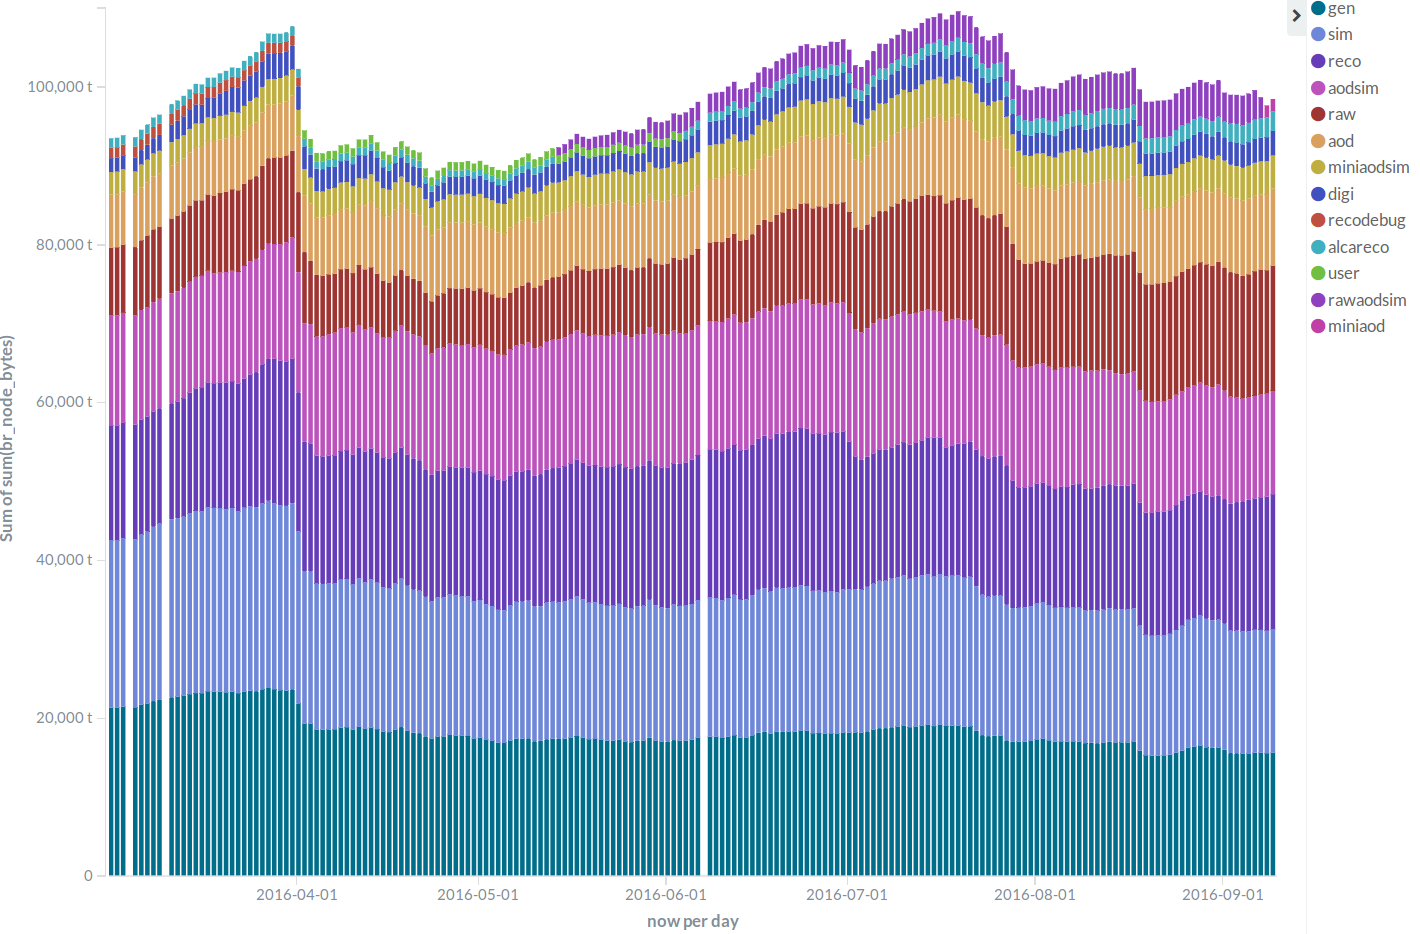 100,000 t
80,000 t
60,000 t
40,000 t
20,000 t
0
Sum of sum(br_node_bytes)
2016-04-01
2016-05-01
2016-06-01
2016-07-01
2016-08-01
2016-09-01
now per day
gen
sim
reco
aodsim
raw
aod
miniaodsim
digi
recodebug
alcareco
user
rawaodsim
miniaod